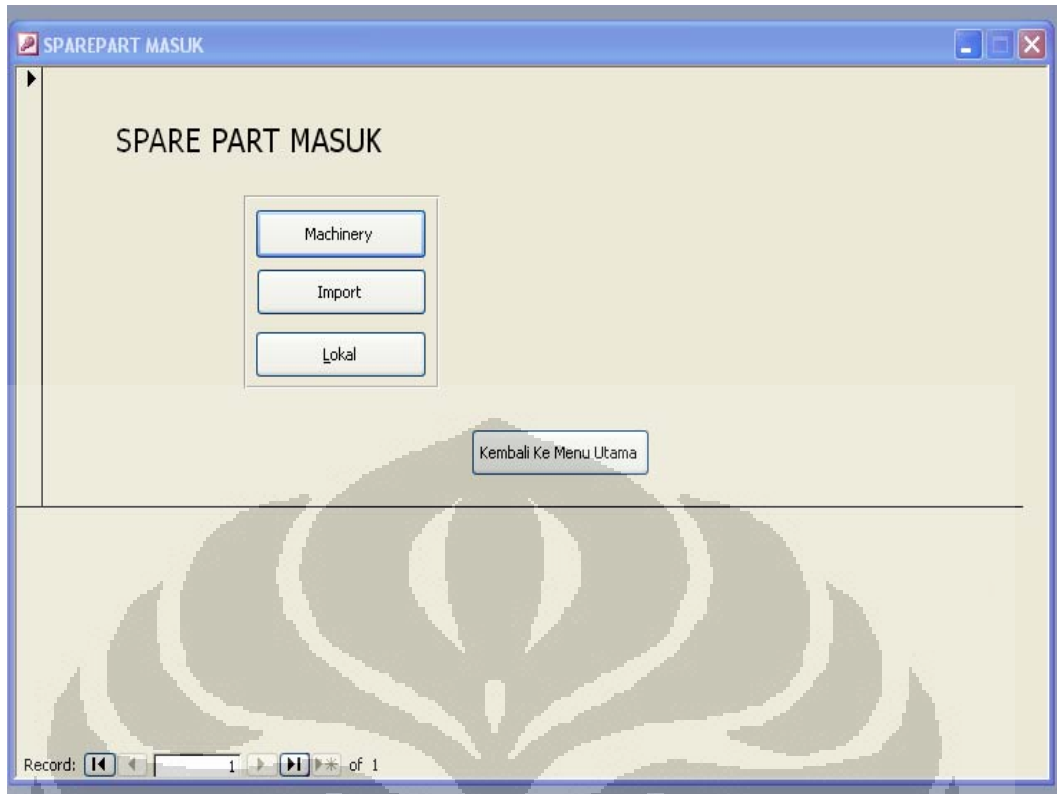 SPAREPART MASUK
SPARE PART MASUK
Machinery
Import
Lokal
Kembali Ke Menu Utama
Record: 1 of 1